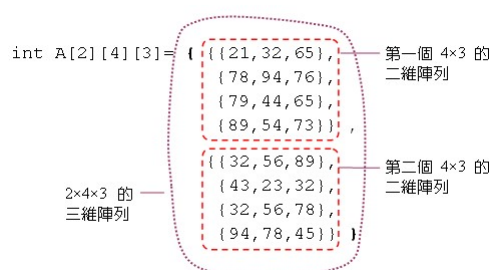 int A[2][4][3]= { {{21,32,65}, 第一個 4×3 的
{78,94,76}, 二維陣列
{79,44,65},
{89,54,73}} ,
{{32,56,89}, 第二個 4×3 的
{43,23,32}, 二維陣列
2×4×3 的 {32,56,78},
三維陣列 {94,78,45}} }